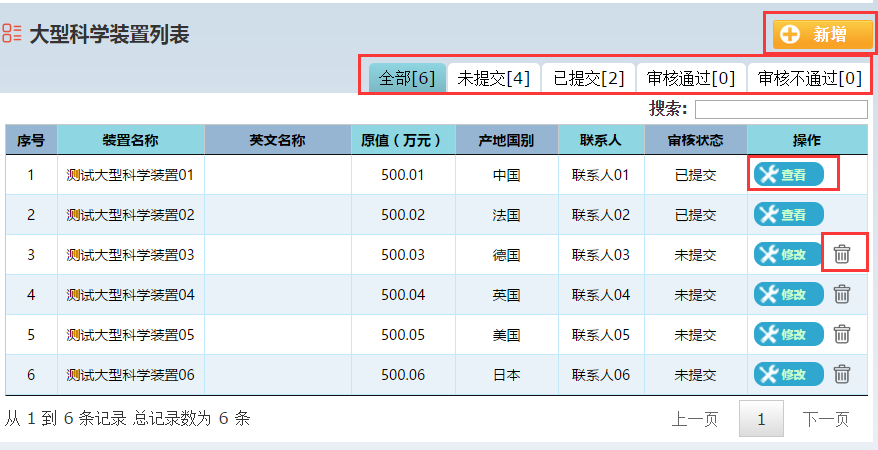 大型科学装置列表
新增
全部[6] 未提交[4] 已提交[2] 审核通过[0] 审核不通过[0]
搜索:
序号 装置名称 英文名称 原值（万元） 产地国别 联系人 审核状态 操作
1 测试大型科学装置01 500.01 中国 联系人01 已提交 查看
2 测试大型科学装置02 500.02 法国 联系人02 已提交 查看
3 测试大型科学装置03 500.03 德国 联系人03 未提交 修改
4 测试大型科学装置04 500.04 英国 联系人04 未提交 修改
5 测试大型科学装置05 500.05 美国 联系人05 未提交 修改
6 测试大型科学装置06 500.06 日本 联系人06 未提交 修改
从 1 到 6 条记录 总记录数为 6 条 上一页 1 下一页